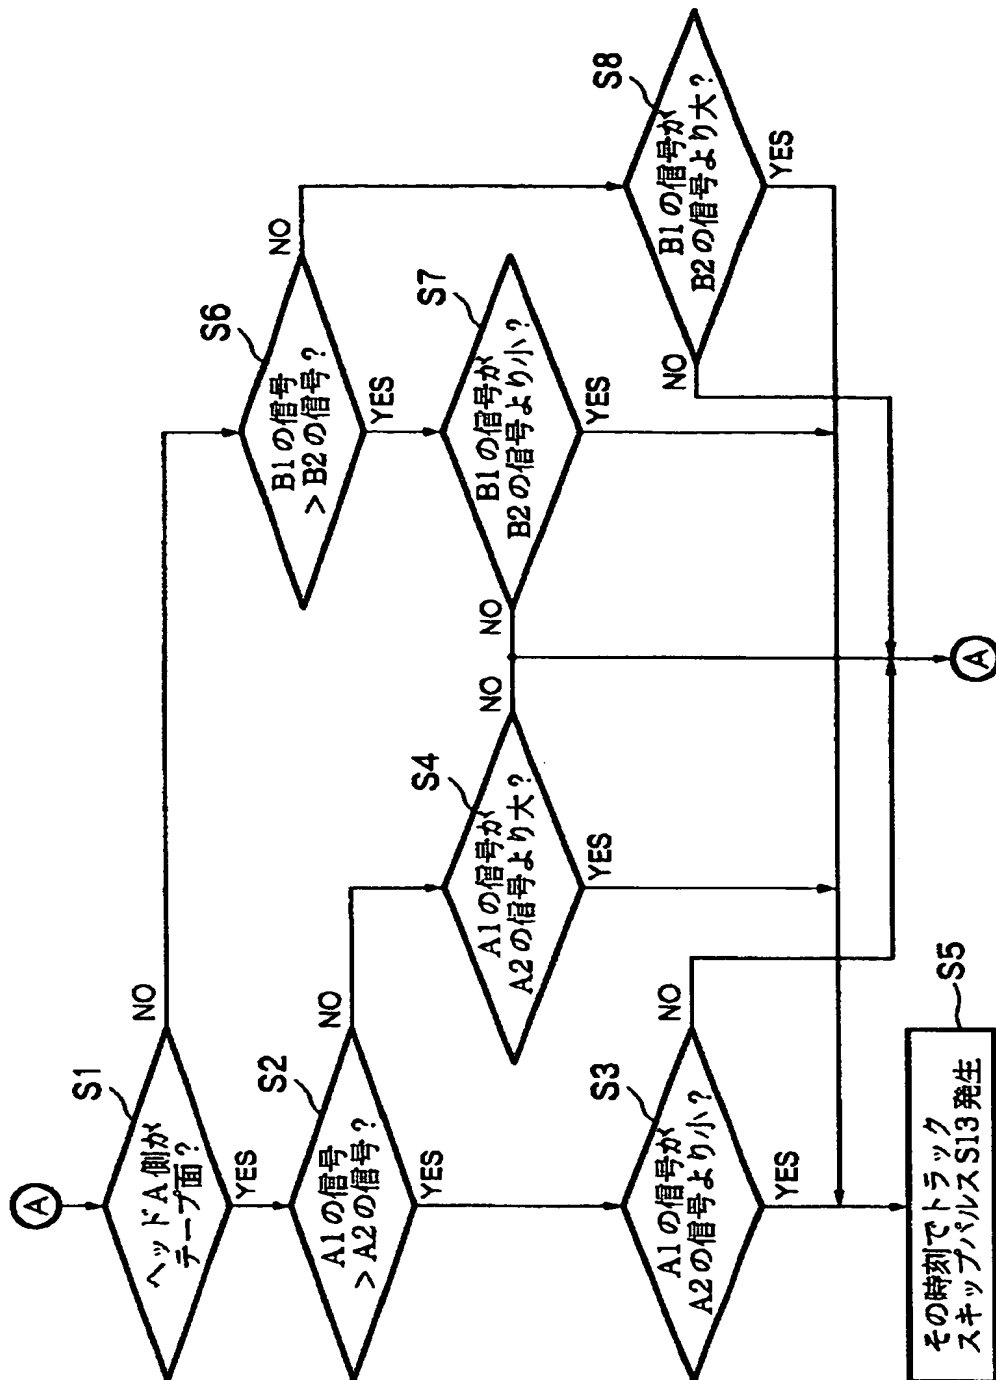 A
ヘッドA側が
テープ面?
S1
NO
YES
A1の信号
>A2の信号?
S2
NO
YES
A1の信号が
A2の信号より小?
S3
NO
YES
A1の信号が
A2の信号より大?
S4
NO
YES
その時刻でトラック
スキップパルスS13発生
S5
B1の信号
>B2の信号?
S6
NO
YES
B1の信号が
B2の信号より小?
S7
NO
YES
B1の信号が
B2の信号より大?
S8
NO
YES
A